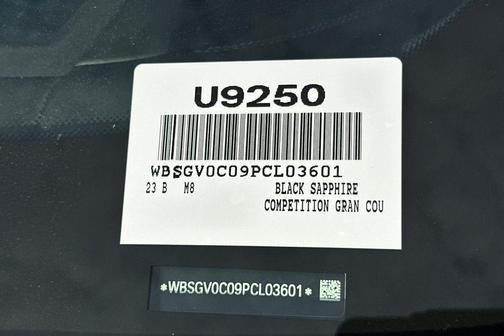 U9250
WBSGV0C09PCL03601
23 B M8 BLACK SAPPHIRE
COMPETITION GRAN COU
*WBSGV0C09PCL03601*